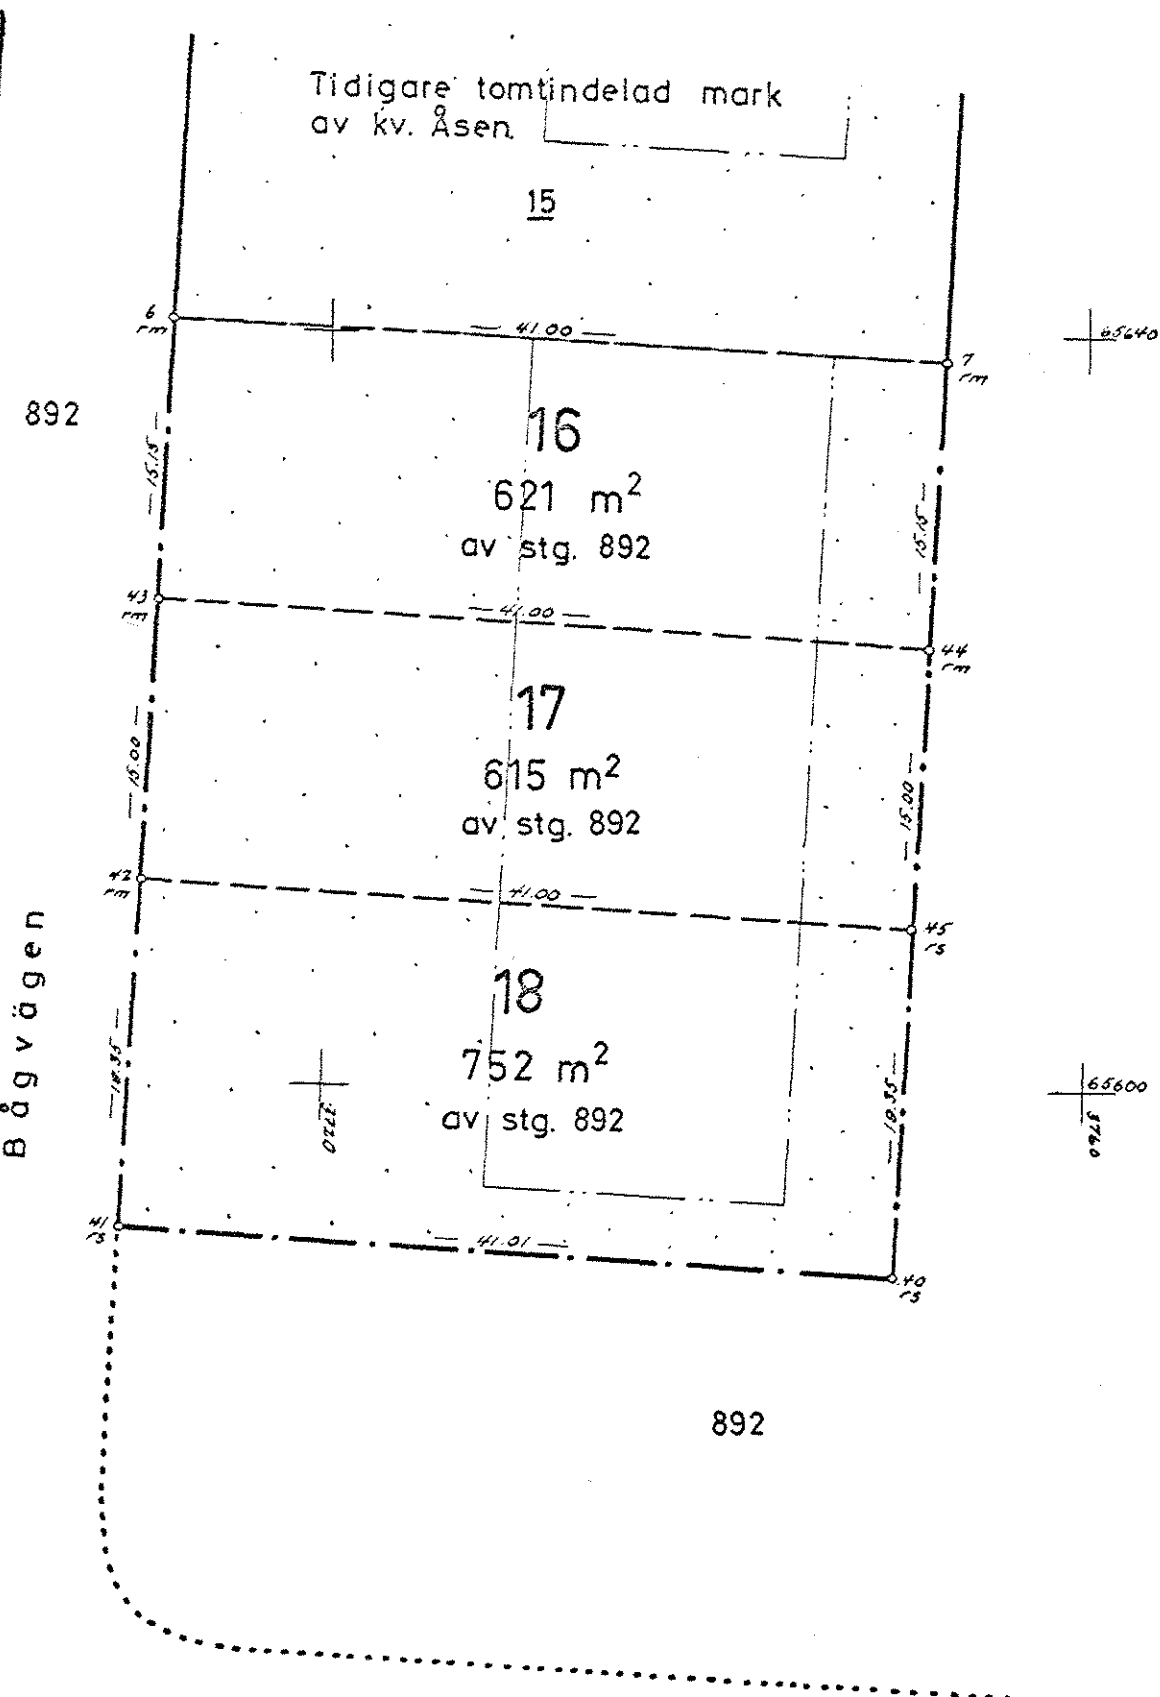 Tidigare tomtindelad mark
av kv. Åsen
15
6
rm
41.00
65640
7
rm
892
16
15.15
621 m²
15.15
av stg. 892
43
rm
41.00
44
rm
17
15.00
615 m²
15.00
av stg. 892
42
rm
41.00
45
rs
Bågvägen
18
18.35
752 m²
18.35
65600
av stg. 892
3720
3760
41
rs
41.01
40
rs
892